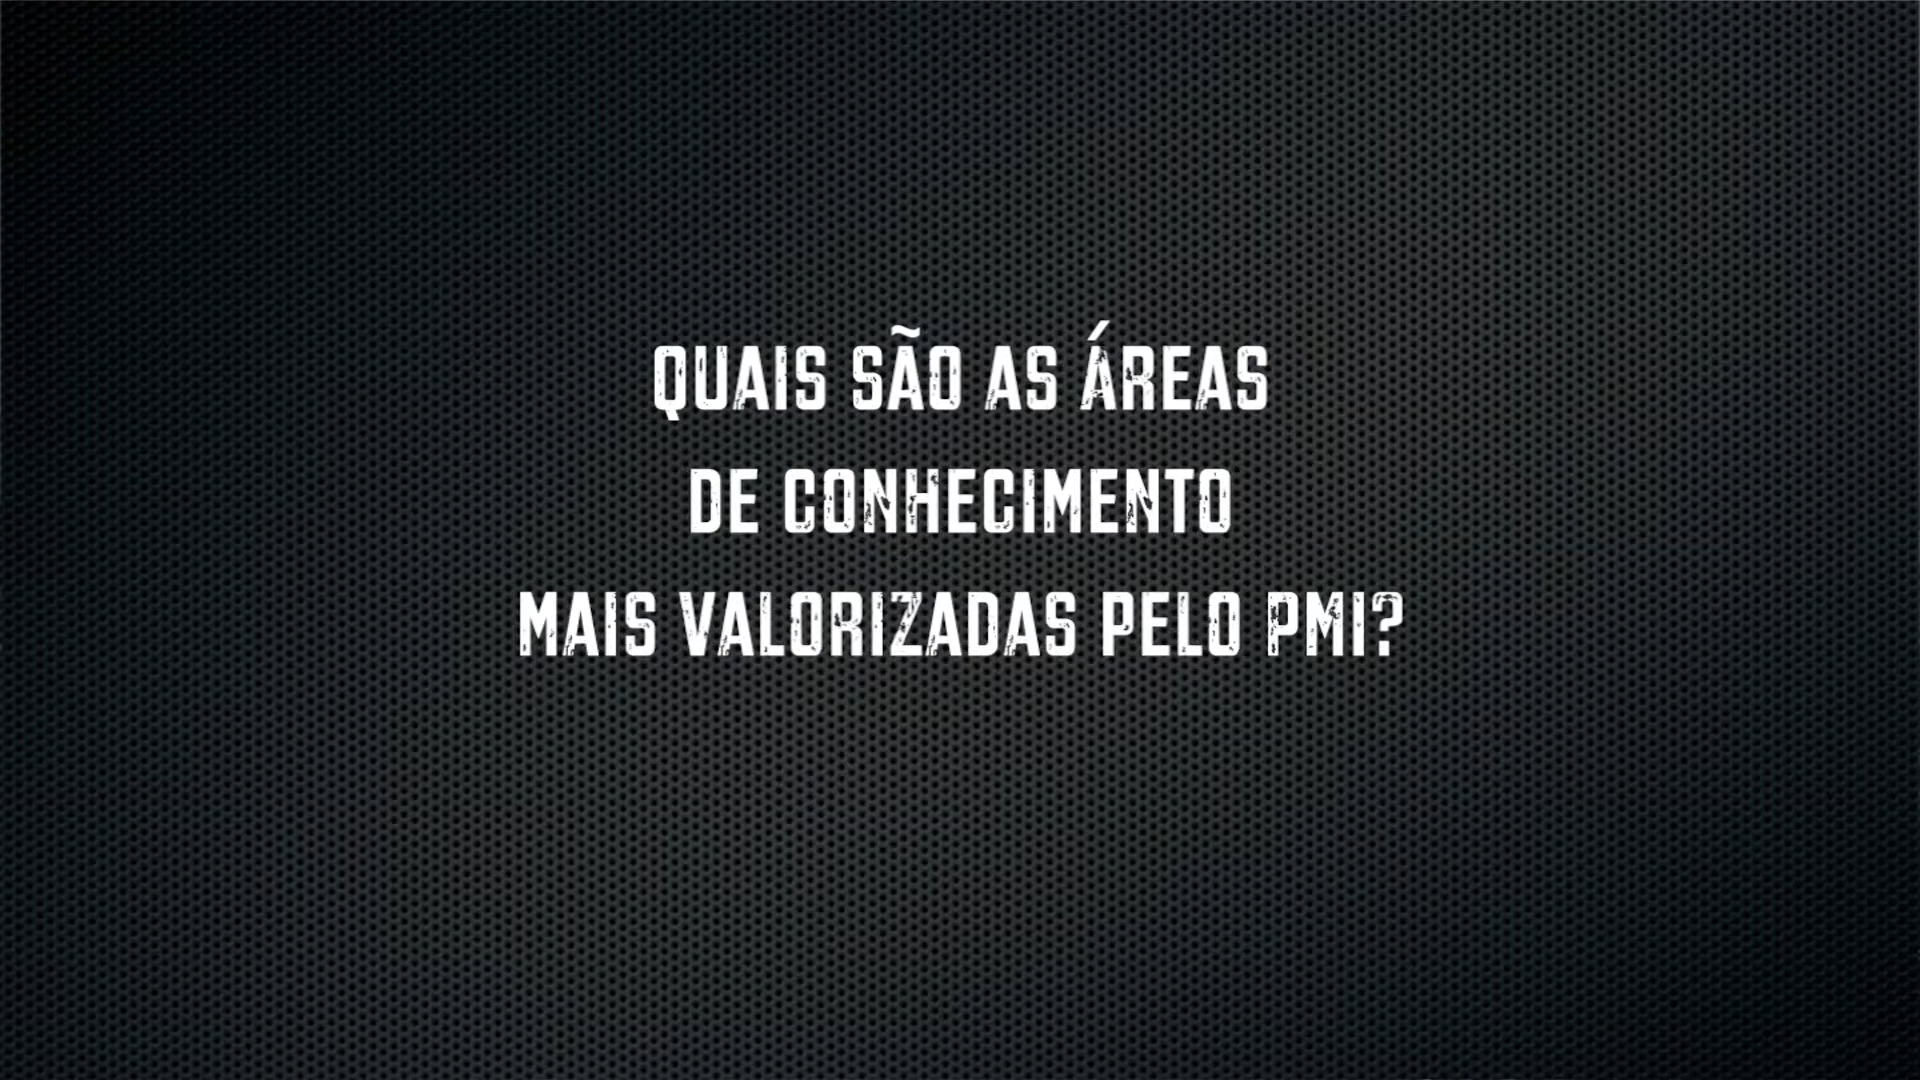 QUAIS SÃO AS ÁREAS
DE CONHECIMENTO
MAIS VALORIZADAS PELO PMI?